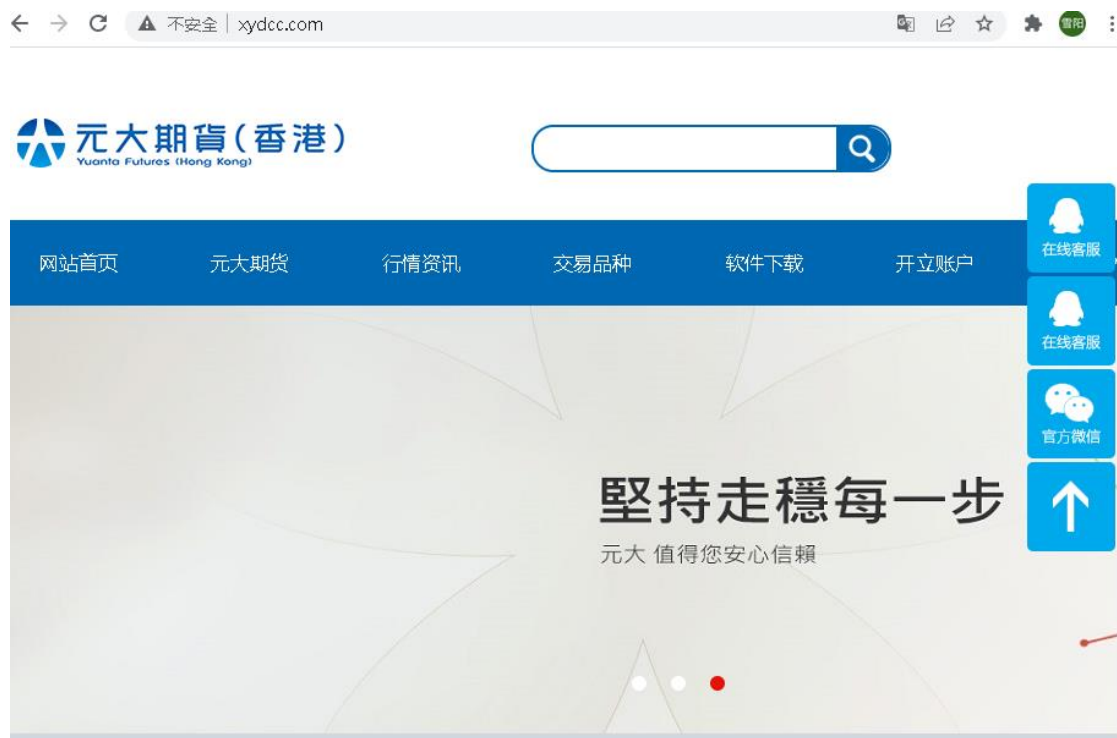 不安全 xydcc.com
雪阳
元大期貨(香港)
Yuanta Futures (Hong Kong)
网站首页 元大期货 行情资讯 交易品种 软件下载 开立账户
在线客服
在线客服
官方微信
堅持走穩每一步
元大 值得您安心信賴